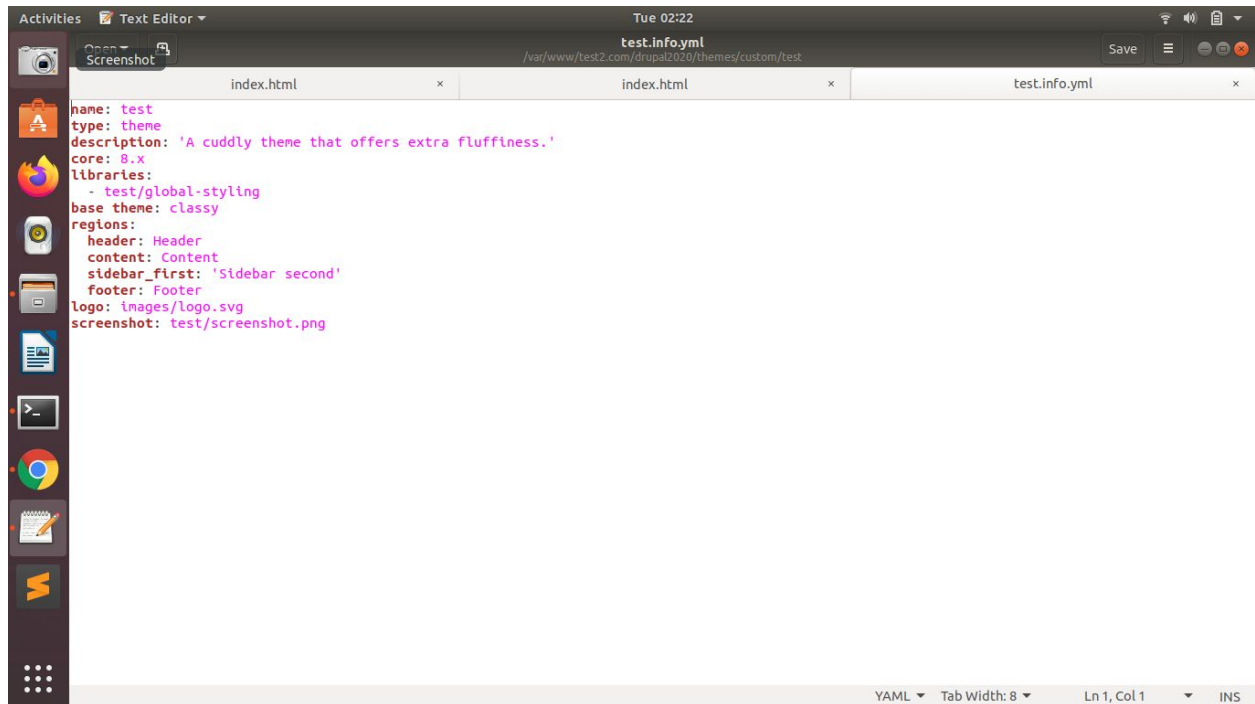 Activities Text Editor Tue 02:22
Open test.info.yml Save
Screenshot /var/www/test2.com/drupal2020/themes/custom/test
index.html × index.html × test.info.yml ×
name: test
type: theme
description: 'A cuddly theme that offers extra fluffiness.'
core: 8.x
libraries:
  - test/global-styling
base theme: classy
regions:
  header: Header
  content: Content
  sidebar_first: 'Sidebar second'
  footer: Footer
logo: images/logo.svg
screenshot: test/screenshot.png
YAML Tab Width: 8 Ln 1, Col 1 INS